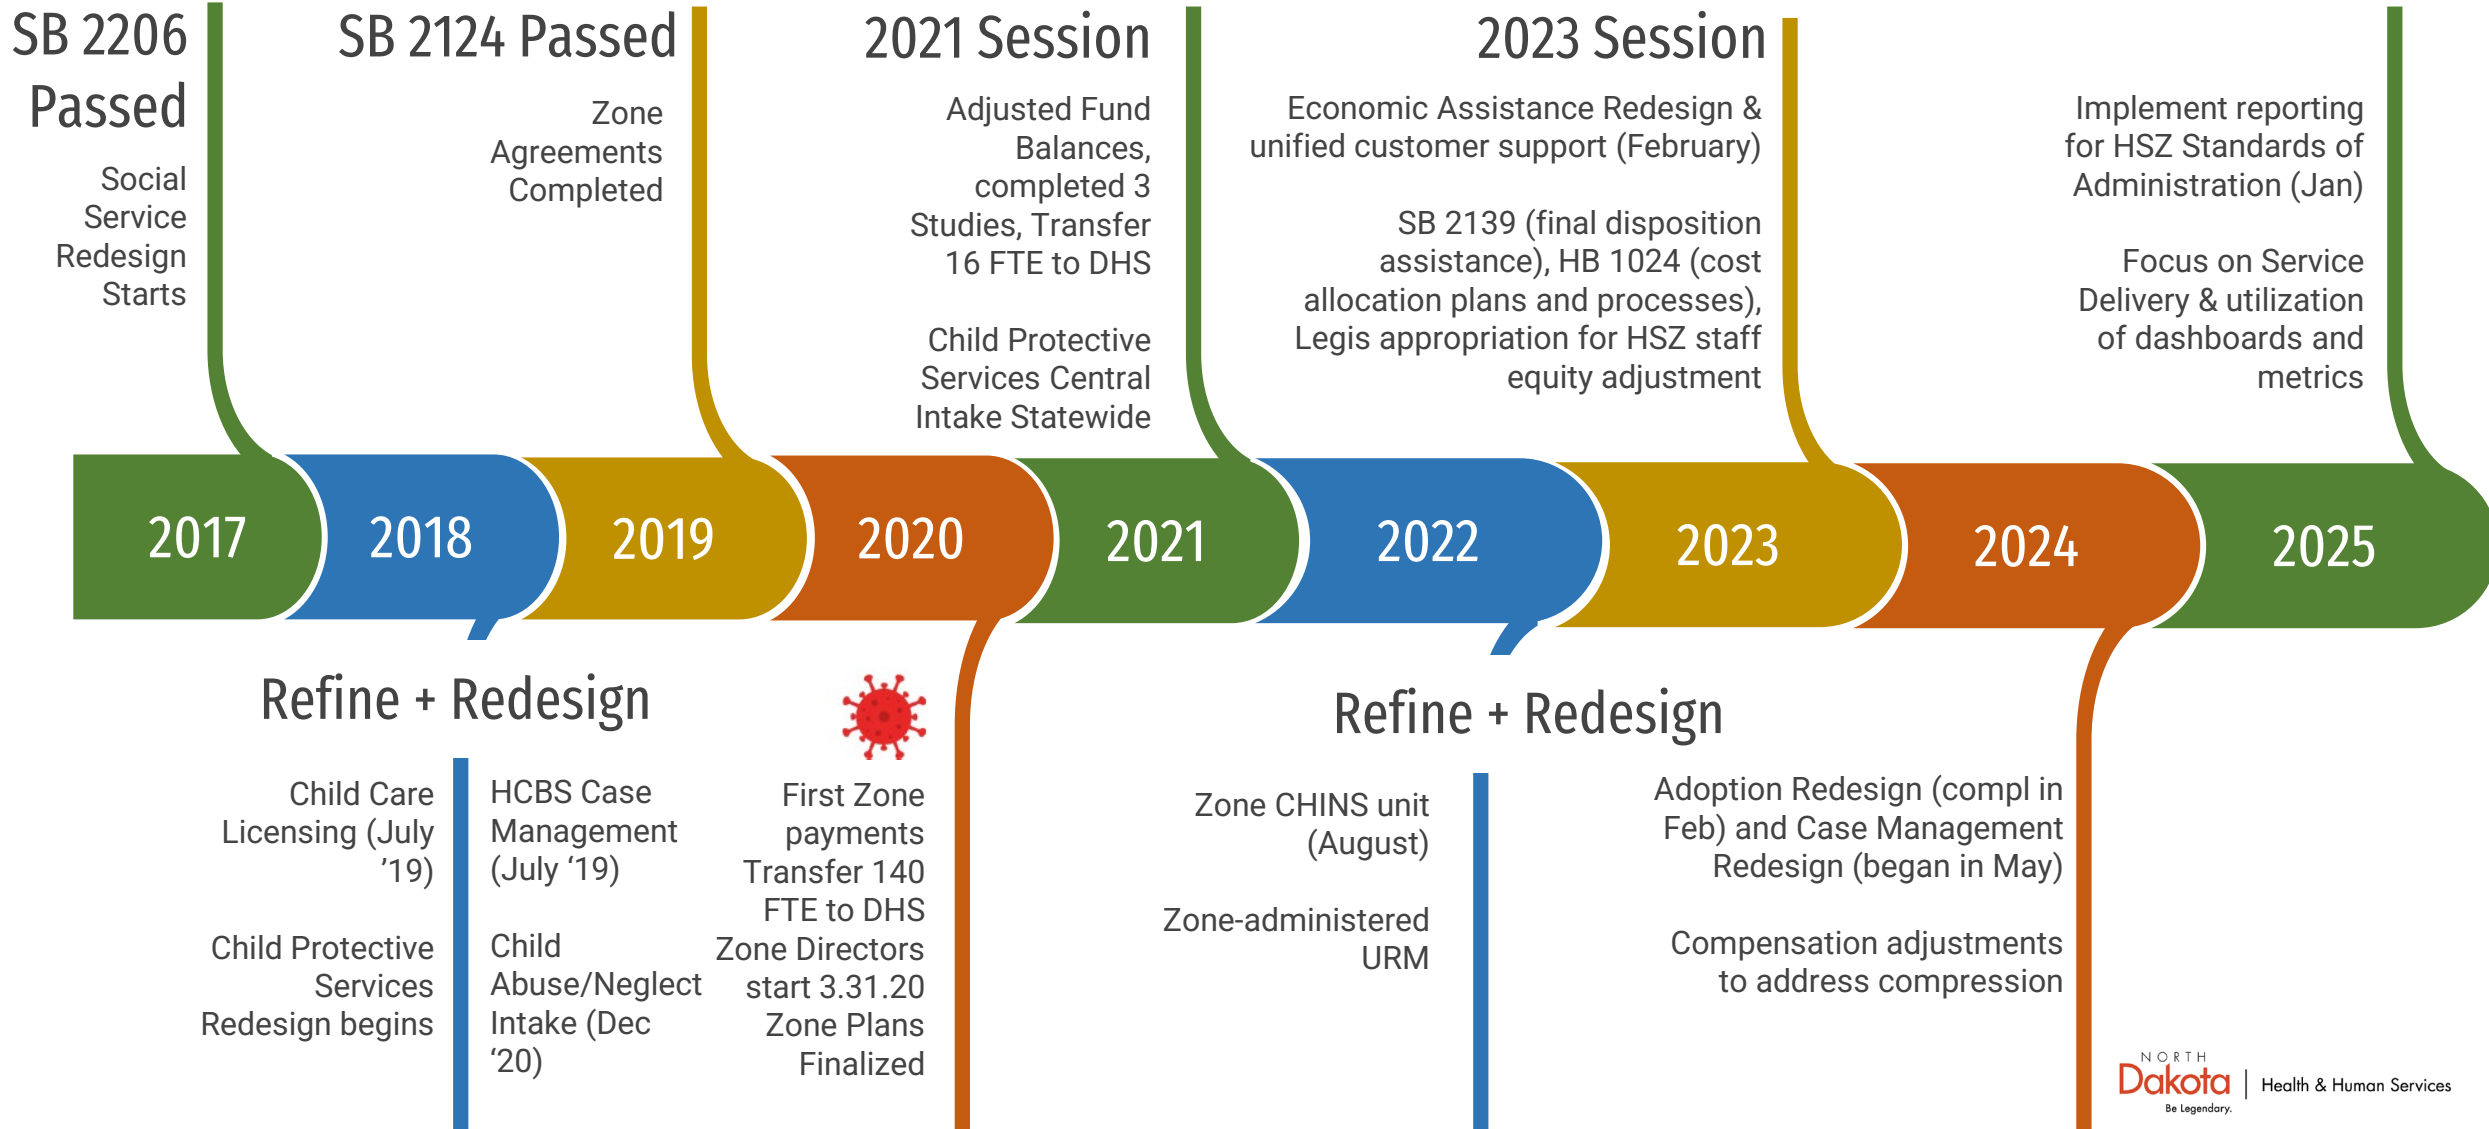 SB 2206
Passed
Social
Service
Redesign
Starts
SB 2124 Passed
Zone
Agreements
Completed
2021 Session
Adjusted Fund
Balances,
completed 3
Studies, Transfer
16 FTE to DHS
Child Protective
Services Central
Intake Statewide
2023 Session
Economic Assistance Redesign &
unified customer support (February)
SB 2139 (final disposition
assistance), HB 1024 (cost
allocation plans and processes),
Legis appropriation for HSZ staff
equity adjustment
Implement reporting
for HSZ Standards of
Administration (Jan)
Focus on Service
Delivery & utilization
of dashboards and
metrics
2017
2018
2019
2020
2021
2022
2023
2024
2025
Refine + Redesign
Child Care
Licensing (July
’19)
Child Protective
Services
Redesign begins
HCBS Case
Management
(July ‘19)
Child
Abuse/Neglect
Intake (Dec
‘20)
First Zone
payments
Transfer 140
FTE to DHS
Zone Directors
start 3.31.20
Zone Plans
Finalized
Refine + Redesign
Zone CHINS unit
(August)
Zone-administered
URM
Adoption Redesign (compl in
Feb) and Case Management
Redesign (began in May)
Compensation adjustments
to address compression
NORTH
Dakota
Be Legendary.
Health & Human Services